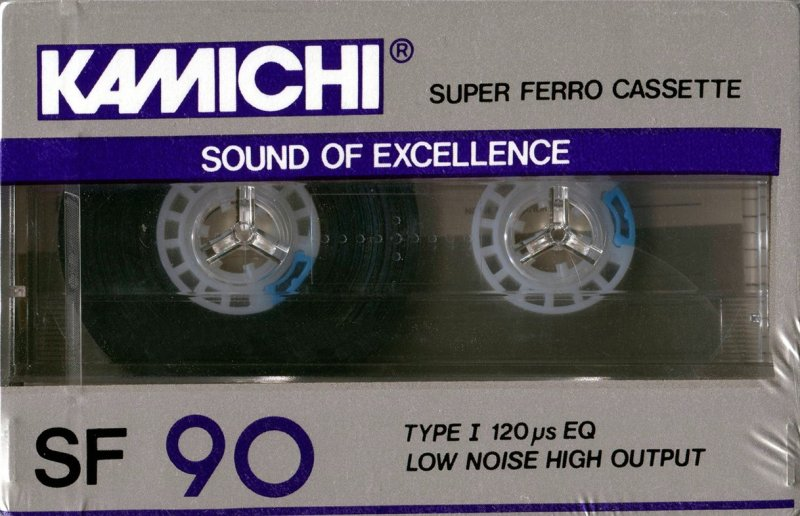 KAMICHI®
SUPER FERRO CASSETTE
SOUND OF EXCELLENCE
SF 90
TYPE I 120µs EQ
LOW NOISE HIGH OUTPUT